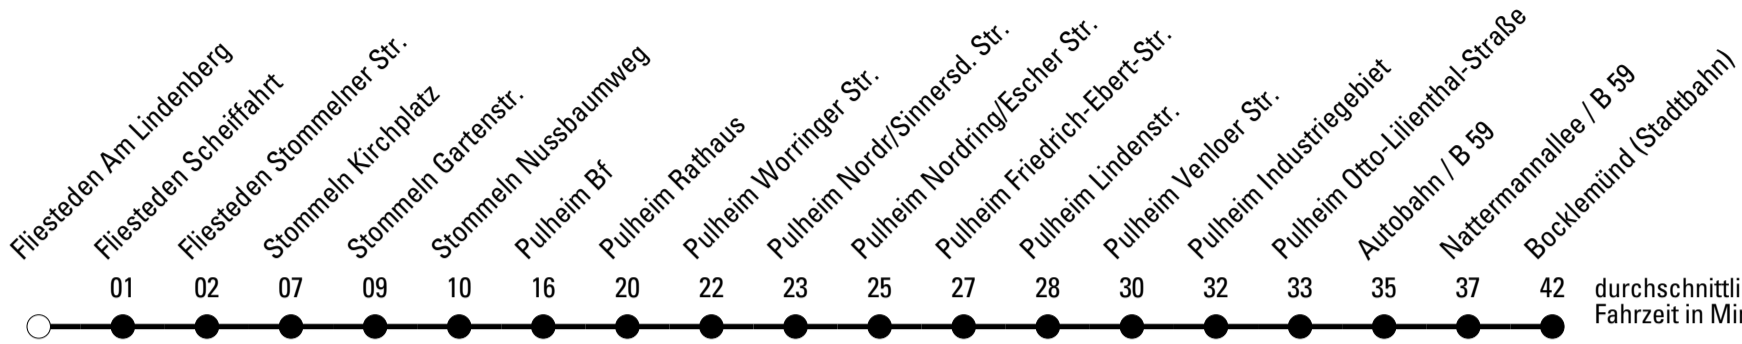 Fliesteden Am Lindenberg
Fliesteden Scheiffahrt
Fliesteden Stommelner Str.
Stommeln Kirchplatz
Stommeln Gartenstr.
Stommeln Nussbaumweg
Pulheim Bf
Pulheim Rathaus
Pulheim Worringer Str.
Pulheim Nordr/Sinnersd. Str.
Pulheim Nordring/Escher Str.
Pulheim Friedrich-Ebert-Str.
Pulheim Lindenstr.
Pulheim Venloer Str.
Pulheim Industriegebiet
Pulheim Otto-Lilienthal-Straße
Autobahn / B 59
Nattermannallee / B 59
Bocklemünd (Stadtbahn)
01 02 07 09 10 16 20 22 23 25 27 28 30 32 33 35 37 42 durchschnittli
Fahrzeit in Min